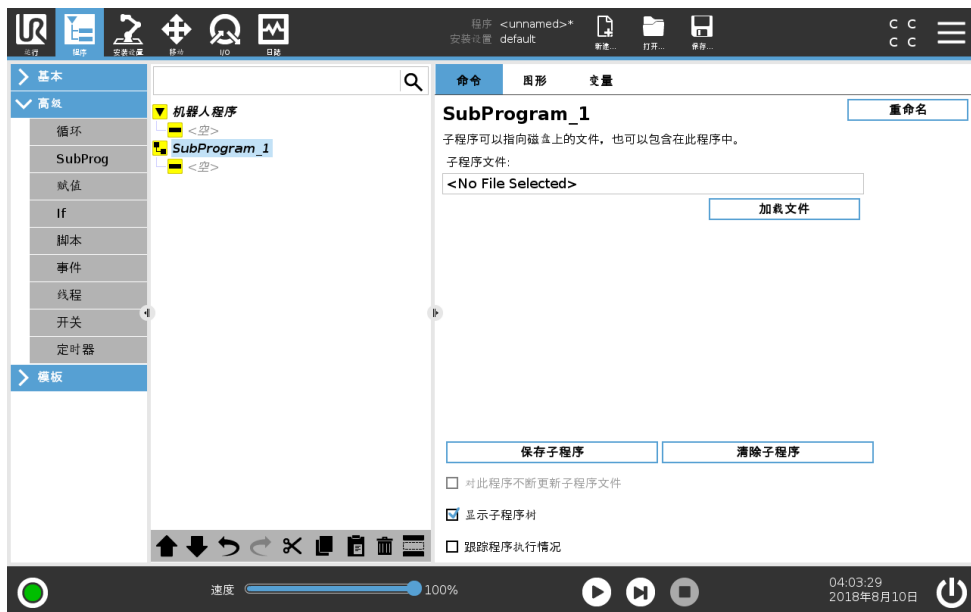 程序 <unnamed>*
安装设置 default
C C
C C
运行
程序
安装设置
移动
I/O
日志
新建...
打开...
保存...
基本
高级
循环
SubProg
赋值
If
脚本
事件
线程
开关
定时器
模板
机器人程序
<空>
SubProgram_1
<空>
命令 图形 变量
SubProgram_1
重命名
子程序可以指向磁盘上的文件，也可以包含在此程序中。
子程序文件:
<No File Selected>
加载文件
保存子程序
清除子程序
对此程序不断更新子程序文件
显示子程序树
跟踪程序执行情况
速度
100%
04:03:29
2018年8月10日